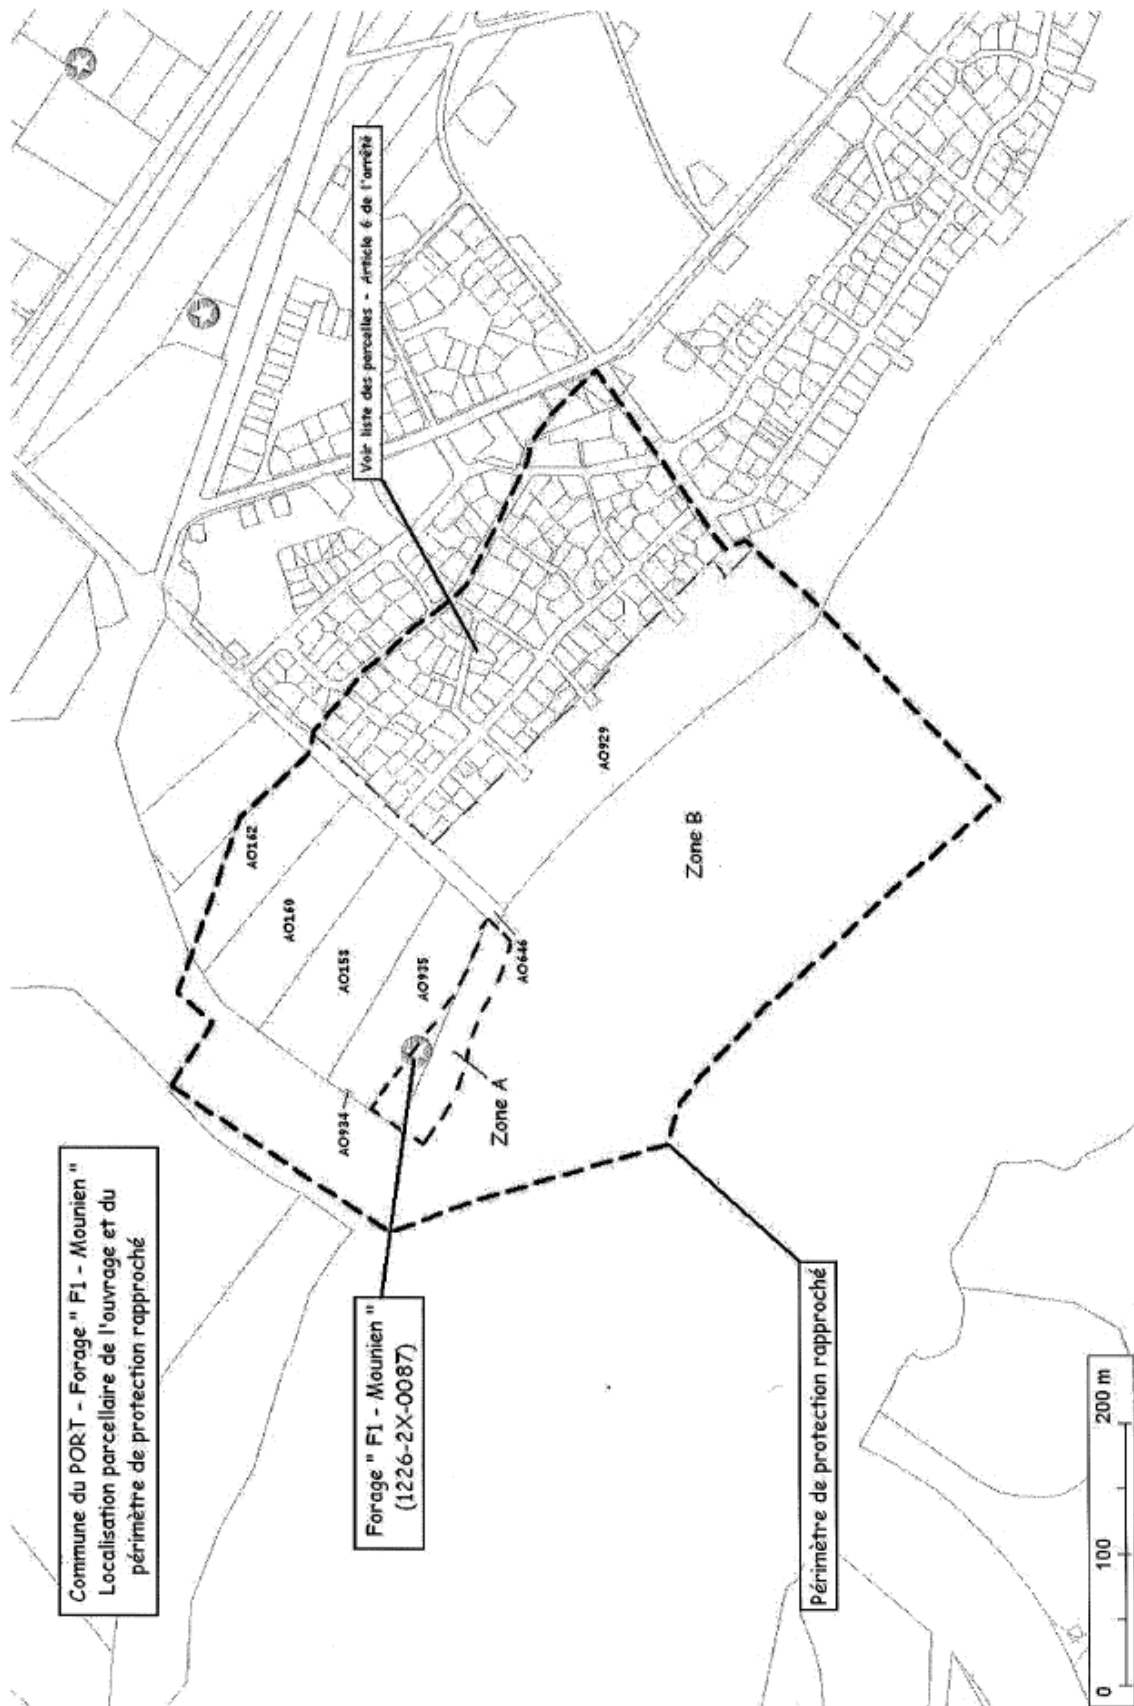 Commune du PORT - Forage " F1 - Mounien "
Localisation parcellaire de l'ouvrage et du
périmètre de protection rapproché
Forage " F1 - Mounien "
(1226-2X-0087)
Voir liste des parcelles - Article 6 de l'arrêté
AO162
AO160
AO153
AO935
AO934
AO646
AO929
Zone A
Zone B
Périmètre de protection rapproché
0
100
200 m